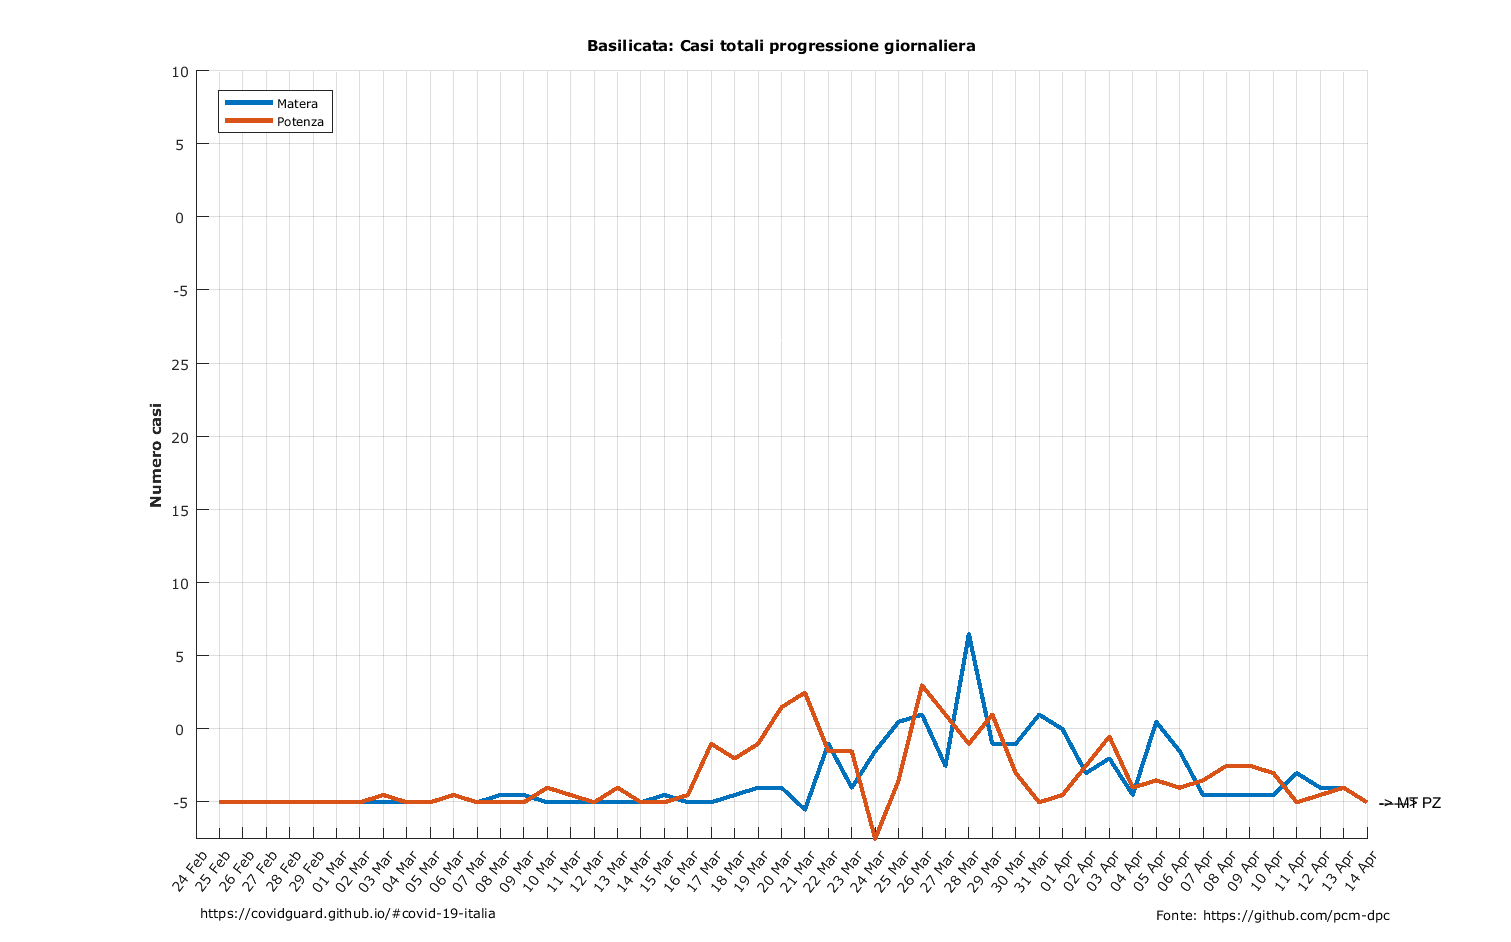 Basilicata: Casi totali progressione giornaliera
10
5
0
-5
25
20
15
10
5
0
-5
Numero casi
Matera
Potenza
-> MT PZ
24 Feb
25 Feb
26 Feb
27 Feb
28 Feb
29 Feb
01 Mar
02 Mar
03 Mar
04 Mar
05 Mar
06 Mar
07 Mar
08 Mar
09 Mar
10 Mar
11 Mar
12 Mar
13 Mar
14 Mar
15 Mar
16 Mar
17 Mar
18 Mar
19 Mar
20 Mar
21 Mar
22 Mar
23 Mar
24 Mar
25 Mar
26 Mar
27 Mar
28 Mar
29 Mar
30 Mar
31 Mar
01 Apr
02 Apr
03 Apr
04 Apr
05 Apr
06 Apr
07 Apr
08 Apr
09 Apr
10 Apr
11 Apr
12 Apr
13 Apr
14 Apr
https://covidguard.github.io/#covid-19-italia
Fonte: https://github.com/pcm-dpc